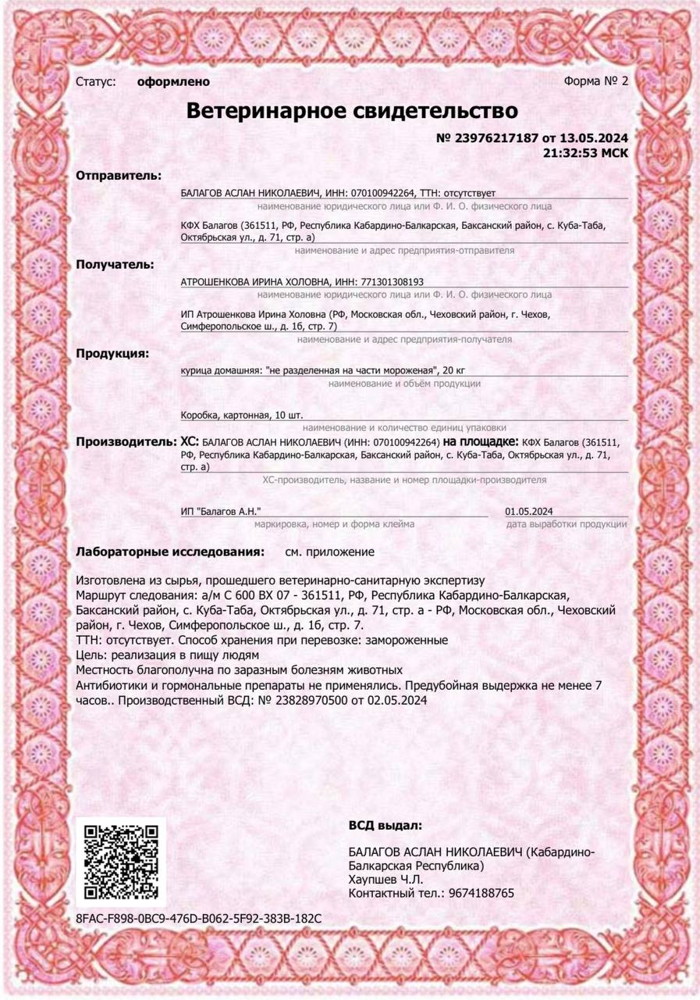 Статус: оформлено
Форма № 2
Ветеринарное свидетельство
№ 23976217187 от 13.05.2024
21:32:53 МСК
Отправитель:
БАЛАГОВ АСЛАН НИКОЛАЕВИЧ, ИНН: 070100942264, ТТН: отсутствует
наименование юридического лица или Ф. И. О. физического лица
КФХ Балагов (361511, РФ, Республика Кабардино-Балкарская, Баксанский район, с. Куба-Таба,
Октябрьская ул., д. 71, стр. а)
наименование и адрес предприятия-отправителя
Получатель:
АТРОШЕНКОВА ИРИНА ХОЛОВНА, ИНН: 771301308193
наименование юридического лица или Ф. И. О. физического лица
ИП Атрошенкова Ирина Холовна (РФ, Московская обл., Чеховский район, г. Чехов,
Симферопольское ш., д. 1б, стр. 7)
наименование и адрес предприятия-получателя
Продукция:
курица домашняя: "не разделенная на части мороженая", 20 кг
наименование и объём продукции
Коробка, картонная, 10 шт.
наименование и количество единиц упаковки
Производитель: ХС: БАЛАГОВ АСЛАН НИКОЛАЕВИЧ (ИНН: 070100942264) на площадке: КФХ Балагов (361511,
РФ, Республика Кабардино-Балкарская, Баксанский район, с. Куба-Таба, Октябрьская ул., д. 71,
стр. а)
ХС-производитель, название и номер площадки-производителя
ИП "Балагов А.Н." 01.05.2024
маркировка, номер и форма клейма дата выработки продукции
Лабораторные исследования: см. приложение
Изготовлена из сырья, прошедшего ветеринарно-санитарную экспертизу
Маршрут следования: а/м С 600 ВХ 07 - 361511, РФ, Республика Кабардино-Балкарская,
Баксанский район, с. Куба-Таба, Октябрьская ул., д. 71, стр. а - РФ, Московская обл., Чеховский
район, г. Чехов, Симферопольское ш., д. 1б, стр. 7.
ТТН: отсутствует. Способ хранения при перевозке: замороженные
Цель: реализация в пищу людям
Местность благополучна по заразным болезням животных
Антибиотики и гормональные препараты не применялись. Предубойная выдержка не менее 7
часов.. Производственный ВСД: № 23828970500 от 02.05.2024
ВСД выдал:
БАЛАГОВ АСЛАН НИКОЛАЕВИЧ (Кабардино-
Балкарская Республика)
Хаупшев Ч.Л.
Контактный тел.: 9674188765
8FAC-F898-0BC9-476D-B062-5F92-383B-182C